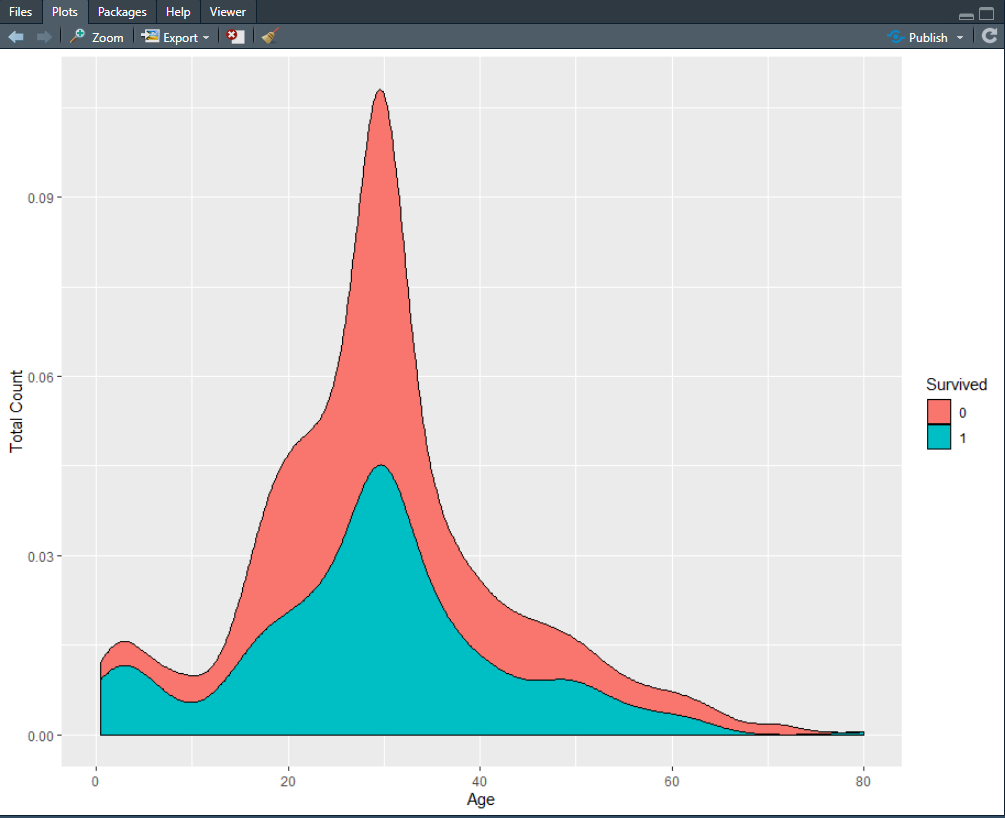 Files Plots Packages Help Viewer
Zoom Export Publish
0.09
0.06
0.03
0.00
Total Count
0 20 40 60 80
Age
Survived
0
1